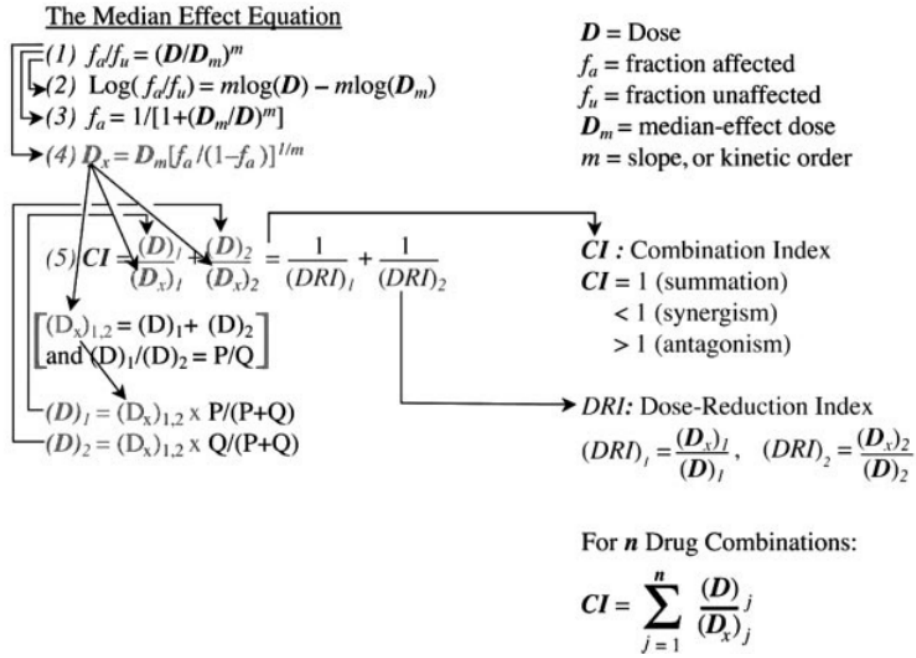 The Median Effect Equation
(1) fₐ/fᵤ = (D/Dₘ)ᵐ
(2) Log(fₐ/fᵤ) = mlog(D) – mlog(Dₘ)
(3) fₐ = 1/[1+(Dₘ/D)ᵐ]
(4) Dₓ = Dₘ[fₐ/(1–fₐ)]^{1/m}
(5) CI = (D)₁/(Dₓ)₁ + (D)₂/(Dₓ)₂ = 1/(DRI)₁ + 1/(DRI)₂
[(Dₓ)₁,₂ = (D)₁ + (D)₂
and (D)₁/(D)₂ = P/Q]
(D)₁ = (Dₓ)₁,₂ x P/(P+Q)
(D)₂ = (Dₓ)₁,₂ x Q/(P+Q)
D = Dose
fₐ = fraction affected
fᵤ = fraction unaffected
Dₘ = median-effect dose
m = slope, or kinetic order
CI : Combination Index
CI = 1 (summation)
< 1 (synergism)
> 1 (antagonism)
DRI: Dose-Reduction Index
(DRI)₁ = (Dₓ)₁/(D)₁, (DRI)₂ = (Dₓ)₂/(D)₂
For n Drug Combinations:
CI = ∑_{j = 1}^{n} (D)ⱼ/(Dₓ)ⱼ